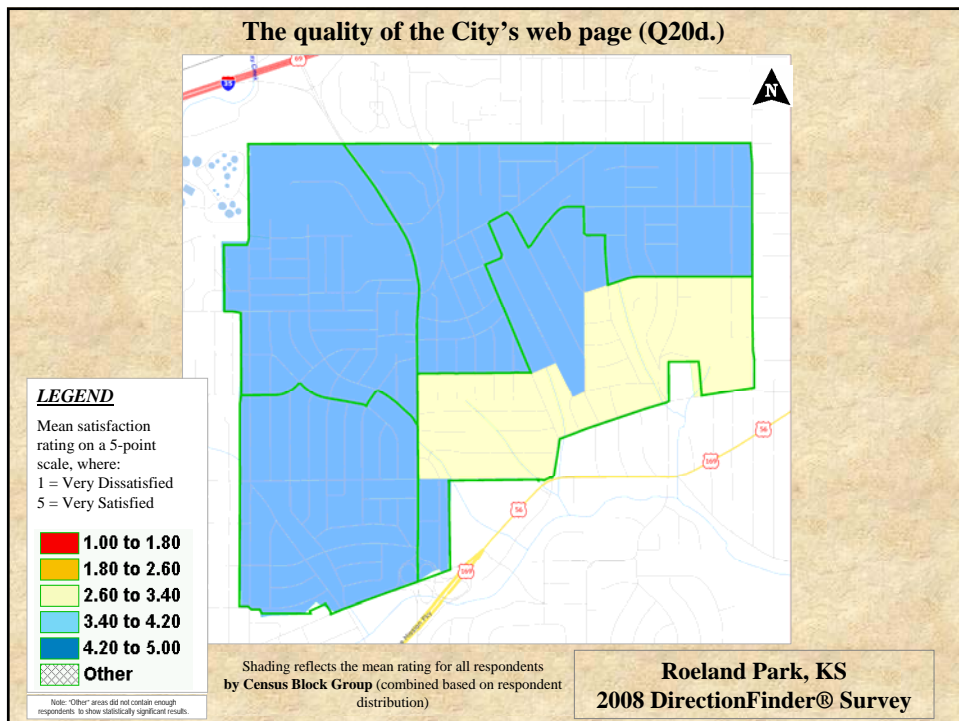 The quality of the City's web page (Q20d.)
69
35
N
LEGEND
Mean satisfaction
rating on a 5-point
scale, where:
1 = Very Dissatisfied
5 = Very Satisfied
1.00 to 1.80
1.80 to 2.60
2.60 to 3.40
3.40 to 4.20
4.20 to 5.00
Other
Note: "Other" areas did not contain enough
respondents to show statistically significant results.
56
169
56
169
Mission Pkwy
Shading reflects the mean rating for all respondents
by Census Block Group (combined based on respondent
distribution)
Roeland Park, KS
2008 DirectionFinder® Survey